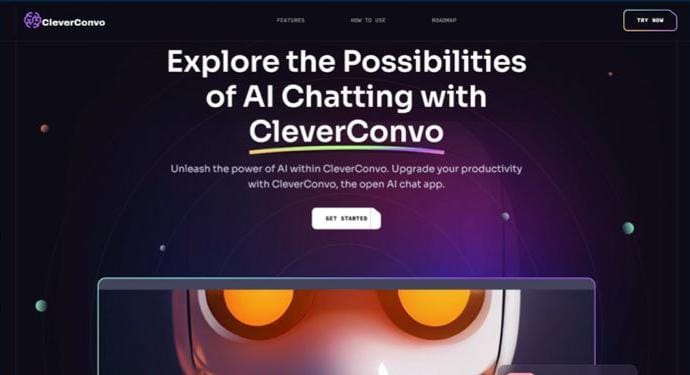 CleverConvo
FEATURES
HOW TO USE
ROADMAP
TRY NOW
Explore the Possibilities
of AI Chatting with
CleverConvo
Unleash the power of AI within CleverConvo. Upgrade your productivity
with CleverConvo, the open AI chat app.
GET STARTED